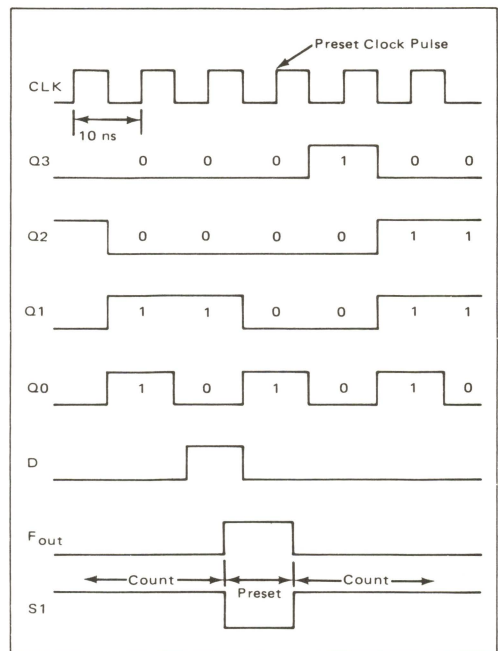 Preset Clock Pulse
CLK
10 ns
Q3 0 0 0 1 0 0
Q2 0 0 0 0 1 1
Q1 1 1 0 0 1 1
Q0 1 0 1 0 1 0
D
Fout
Count Preset Count
S1